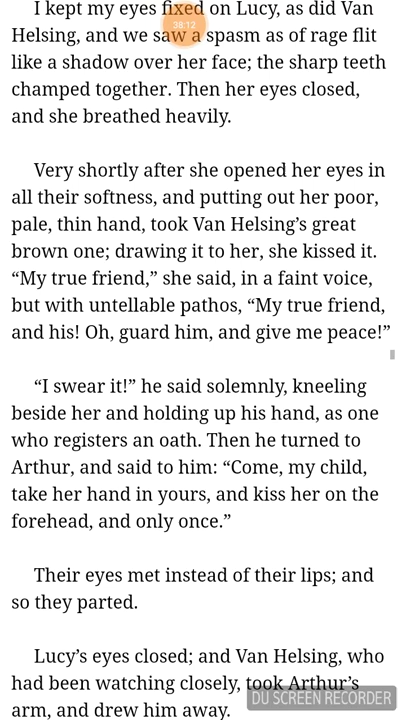 I kept my eyes fixed on Lucy, as did Van
38:12
Helsing, and we saw a spasm as of rage flit
like a shadow over her face; the sharp teeth
champed together. Then her eyes closed,
and she breathed heavily.
Very shortly after she opened her eyes in
all their softness, and putting out her poor,
pale, thin hand, took Van Helsing’s great
brown one; drawing it to her, she kissed it.
“My true friend,” she said, in a faint voice,
but with untellable pathos, “My true friend,
and his! Oh, guard him, and give me peace!”
“I swear it!” he said solemnly, kneeling
beside her and holding up his hand, as one
who registers an oath. Then he turned to
Arthur, and said to him: “Come, my child,
take her hand in yours, and kiss her on the
forehead, and only once.”
Their eyes met instead of their lips; and
so they parted.
Lucy’s eyes closed; and Van Helsing, who
had been watching closely, took Arthur’s
arm, and drew him away.
DU SCREEN RECORDER